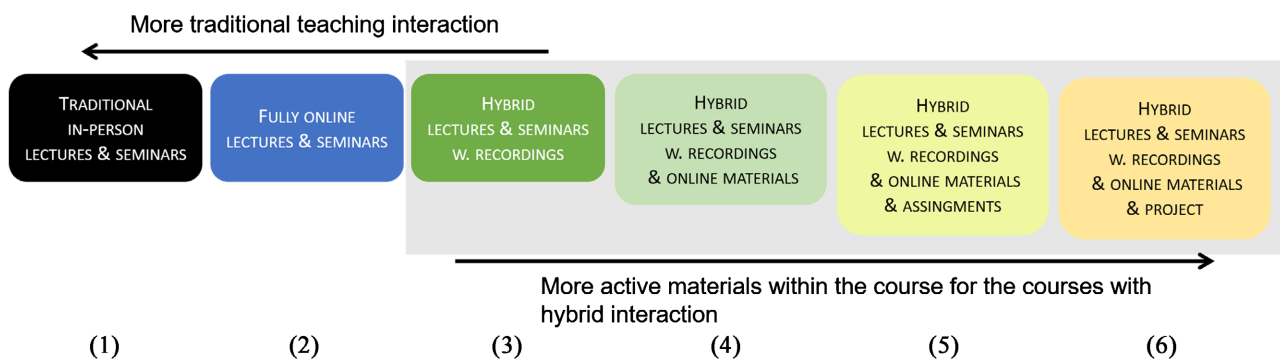 More traditional teaching interaction
TRADITIONAL
IN-PERSON
LECTURES & SEMINARS
FULLY ONLINE
LECTURES & SEMINARS
HYBRID
LECTURES & SEMINARS
W. RECORDINGS
HYBRID
LECTURES & SEMINARS
W. RECORDINGS
& ONLINE MATERIALS
HYBRID
LECTURES & SEMINARS
W. RECORDINGS
& ONLINE MATERIALS
& ASSINGMENTS
HYBRID
LECTURES & SEMINARS
W. RECORDINGS
& ONLINE MATERIALS
& PROJECT
More active materials within the course for the courses with
hybrid interaction
(1) (2) (3) (4) (5) (6)